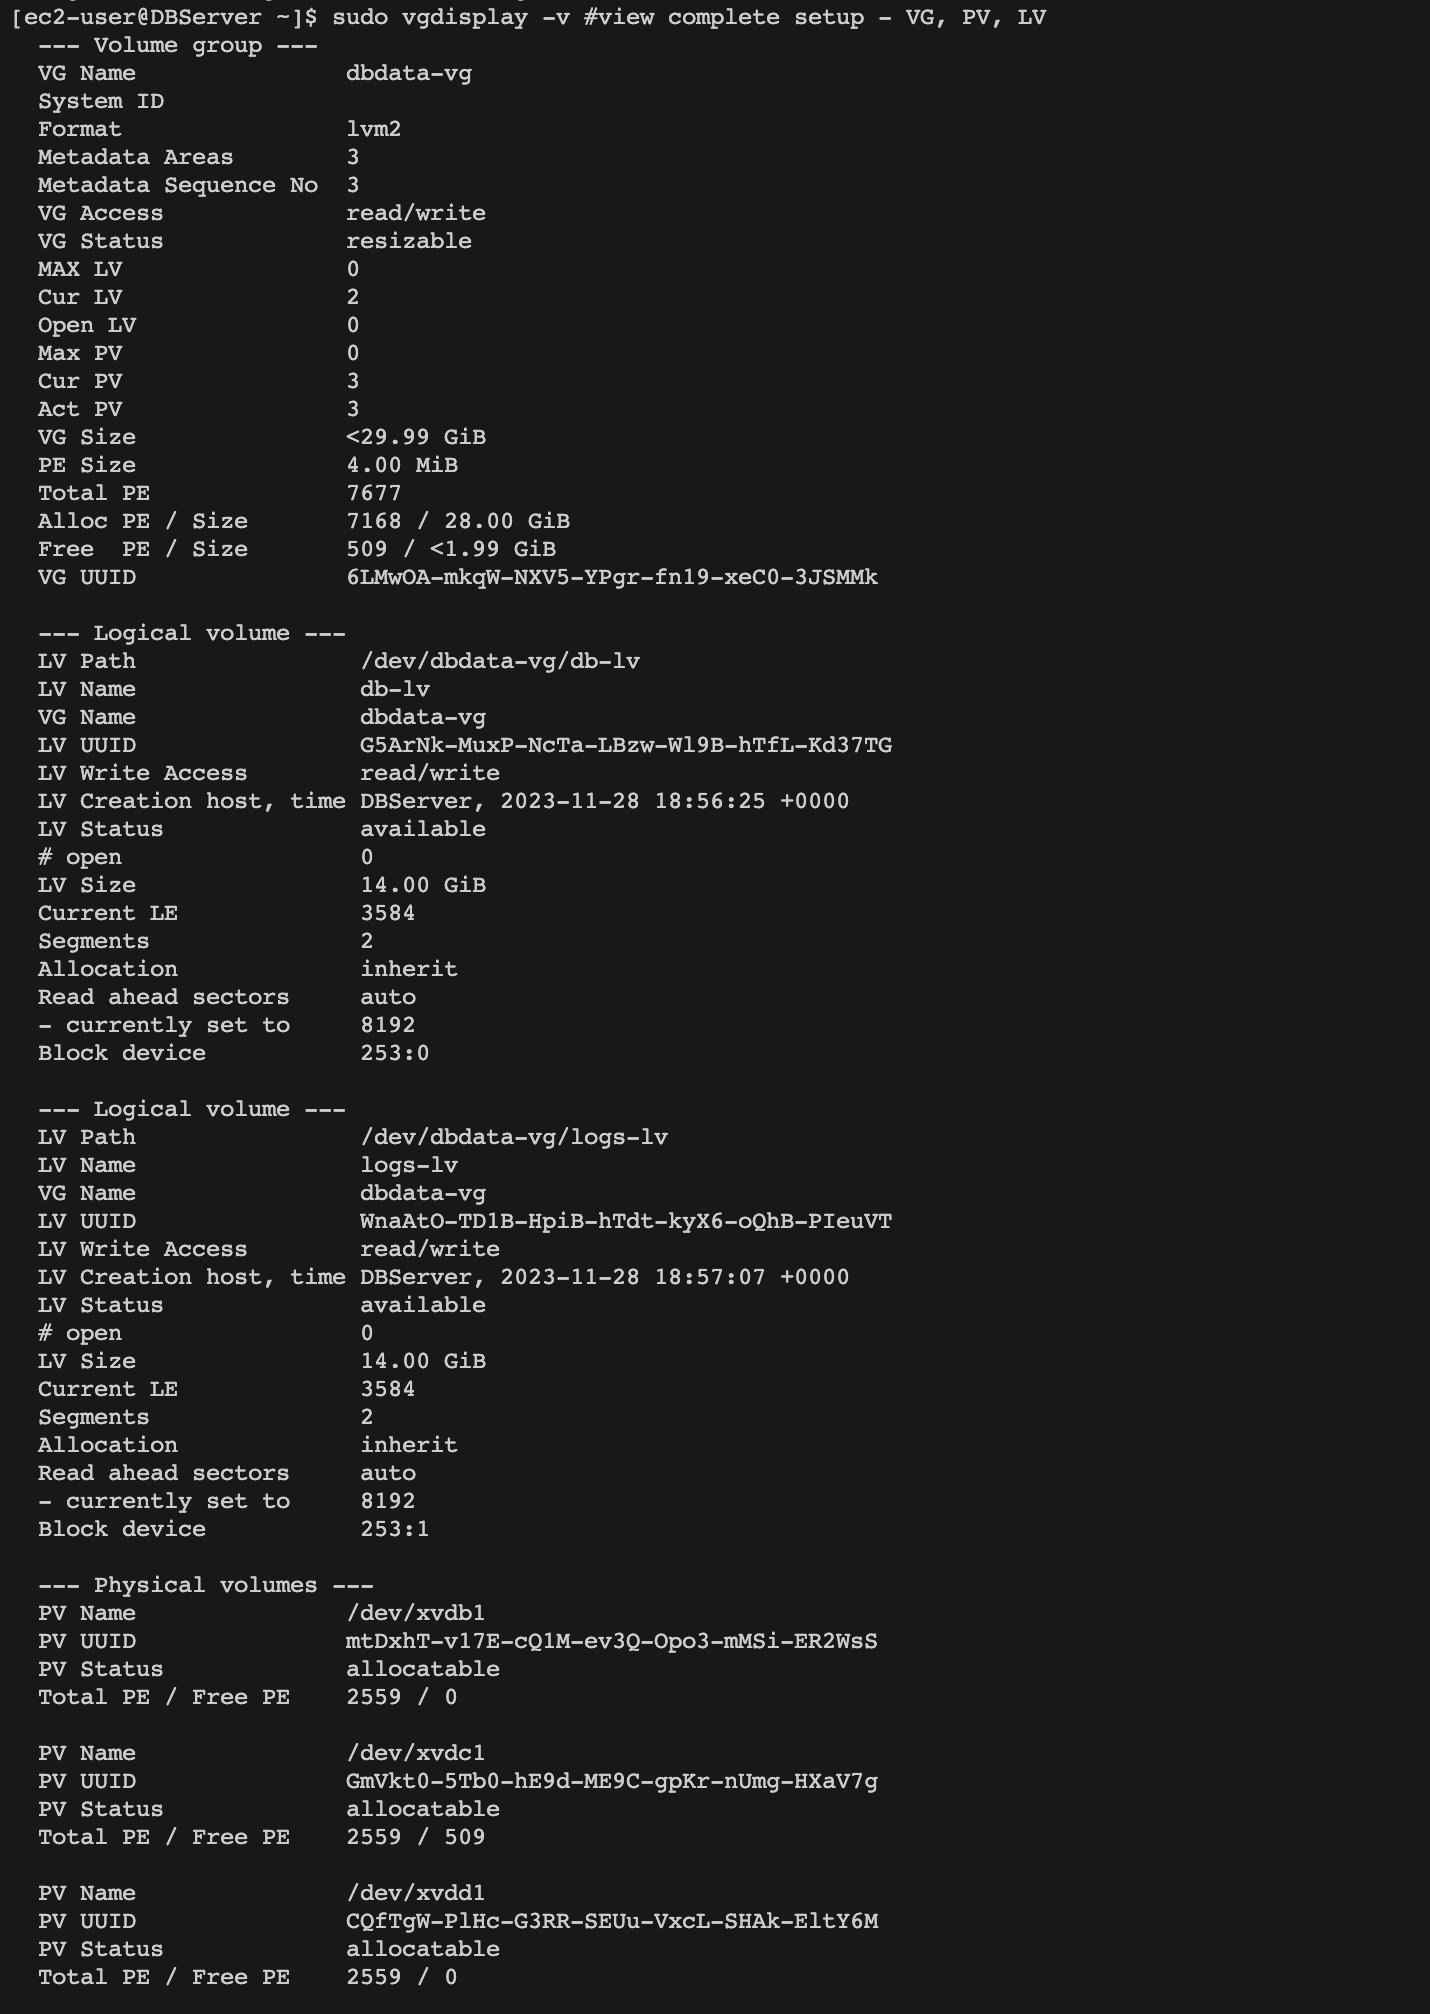 [ec2-user@DBServer ~]$ sudo vgdisplay -v #view complete setup - VG, PV, LV
--- Volume group ---
VG Name dbdata-vg
System ID
Format lvm2
Metadata Areas 3
Metadata Sequence No 3
VG Access read/write
VG Status resizable
MAX LV 0
Cur LV 2
Open LV 0
Max PV 0
Cur PV 3
Act PV 3
VG Size <29.99 GiB
PE Size 4.00 MiB
Total PE 7677
Alloc PE / Size 7168 / 28.00 GiB
Free  PE / Size 509 / <1.99 GiB
VG UUID 6LMwOA-mkqW-NXV5-YPgr-fn19-xeC0-3JSMMk

--- Logical volume ---
LV Path /dev/dbdata-vg/db-lv
LV Name db-lv
VG Name dbdata-vg
LV UUID G5ArNk-MuxP-NcTa-LBzw-Wl9B-hTfL-Kd37TG
LV Write Access read/write
LV Creation host, time DBServer, 2023-11-28 18:56:25 +0000
LV Status available
# open 0
LV Size 14.00 GiB
Current LE 3584
Segments 2
Allocation inherit
Read ahead sectors auto
- currently set to 8192
Block device 253:0

--- Logical volume ---
LV Path /dev/dbdata-vg/logs-lv
LV Name logs-lv
VG Name dbdata-vg
LV UUID WnaAtO-TD1B-HpiB-hTdt-kyX6-oQhB-PIeuVT
LV Write Access read/write
LV Creation host, time DBServer, 2023-11-28 18:57:07 +0000
LV Status available
# open 0
LV Size 14.00 GiB
Current LE 3584
Segments 2
Allocation inherit
Read ahead sectors auto
- currently set to 8192
Block device 253:1

--- Physical volumes ---
PV Name /dev/xvdb1
PV UUID mtDxhT-v17E-cQ1M-ev3Q-Opo3-mMSi-ER2WsS
PV Status allocatable
Total PE / Free PE 2559 / 0

PV Name /dev/xvdc1
PV UUID GmVkt0-5Tb0-hE9d-ME9C-gpKr-nUmg-HXaV7g
PV Status allocatable
Total PE / Free PE 2559 / 509

PV Name /dev/xvdd1
PV UUID CQfTgW-PlHc-G3RR-SEUu-VxcL-SHAk-EltY6M
PV Status allocatable
Total PE / Free PE 2559 / 0